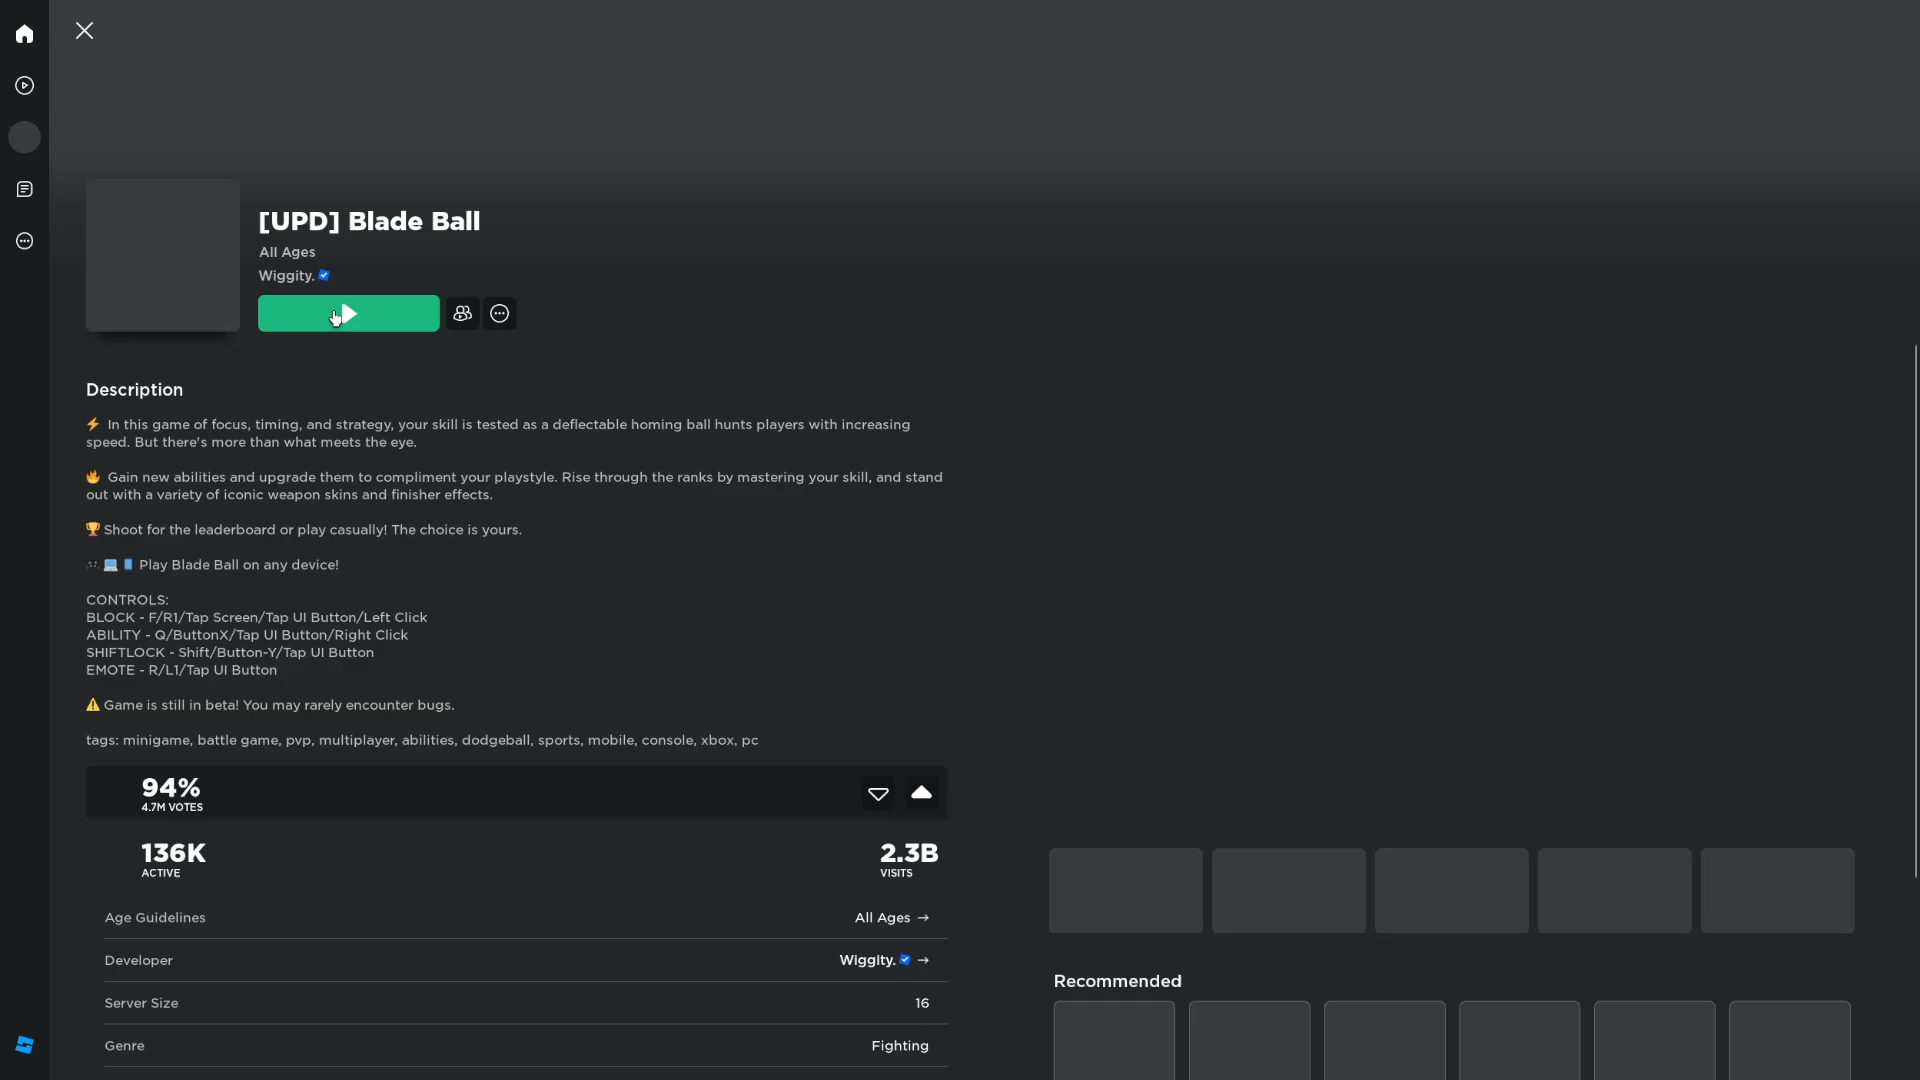 [UPD] Blade Ball
All Ages
Wiggity.
Description
⚡ In this game of focus, timing, and strategy, your skill is tested as a deflectable homing ball hunts players with increasing
speed. But there's more than what meets the eye.
🔥 Gain new abilities and upgrade them to compliment your playstyle. Rise through the ranks by mastering your skill, and stand
out with a variety of iconic weapon skins and finisher effects.
🏆 Shoot for the leaderboard or play casually! The choice is yours.
🎮💻📱 Play Blade Ball on any device!
CONTROLS:
BLOCK - F/R1/Tap Screen/Tap UI Button/Left Click
ABILITY - Q/ButtonX/Tap UI Button/Right Click
SHIFTLOCK - Shift/Button-Y/Tap UI Button
EMOTE - R/L1/Tap UI Button
⚠️ Game is still in beta! You may rarely encounter bugs.
tags: minigame, battle game, pvp, multiplayer, abilities, dodgeball, sports, mobile, console, xbox, pc
94%
4.7M VOTES
136K
ACTIVE
2.3B
VISITS
Age Guidelines All Ages →
Developer Wiggity. →
Server Size 16
Genre Fighting
Recommended